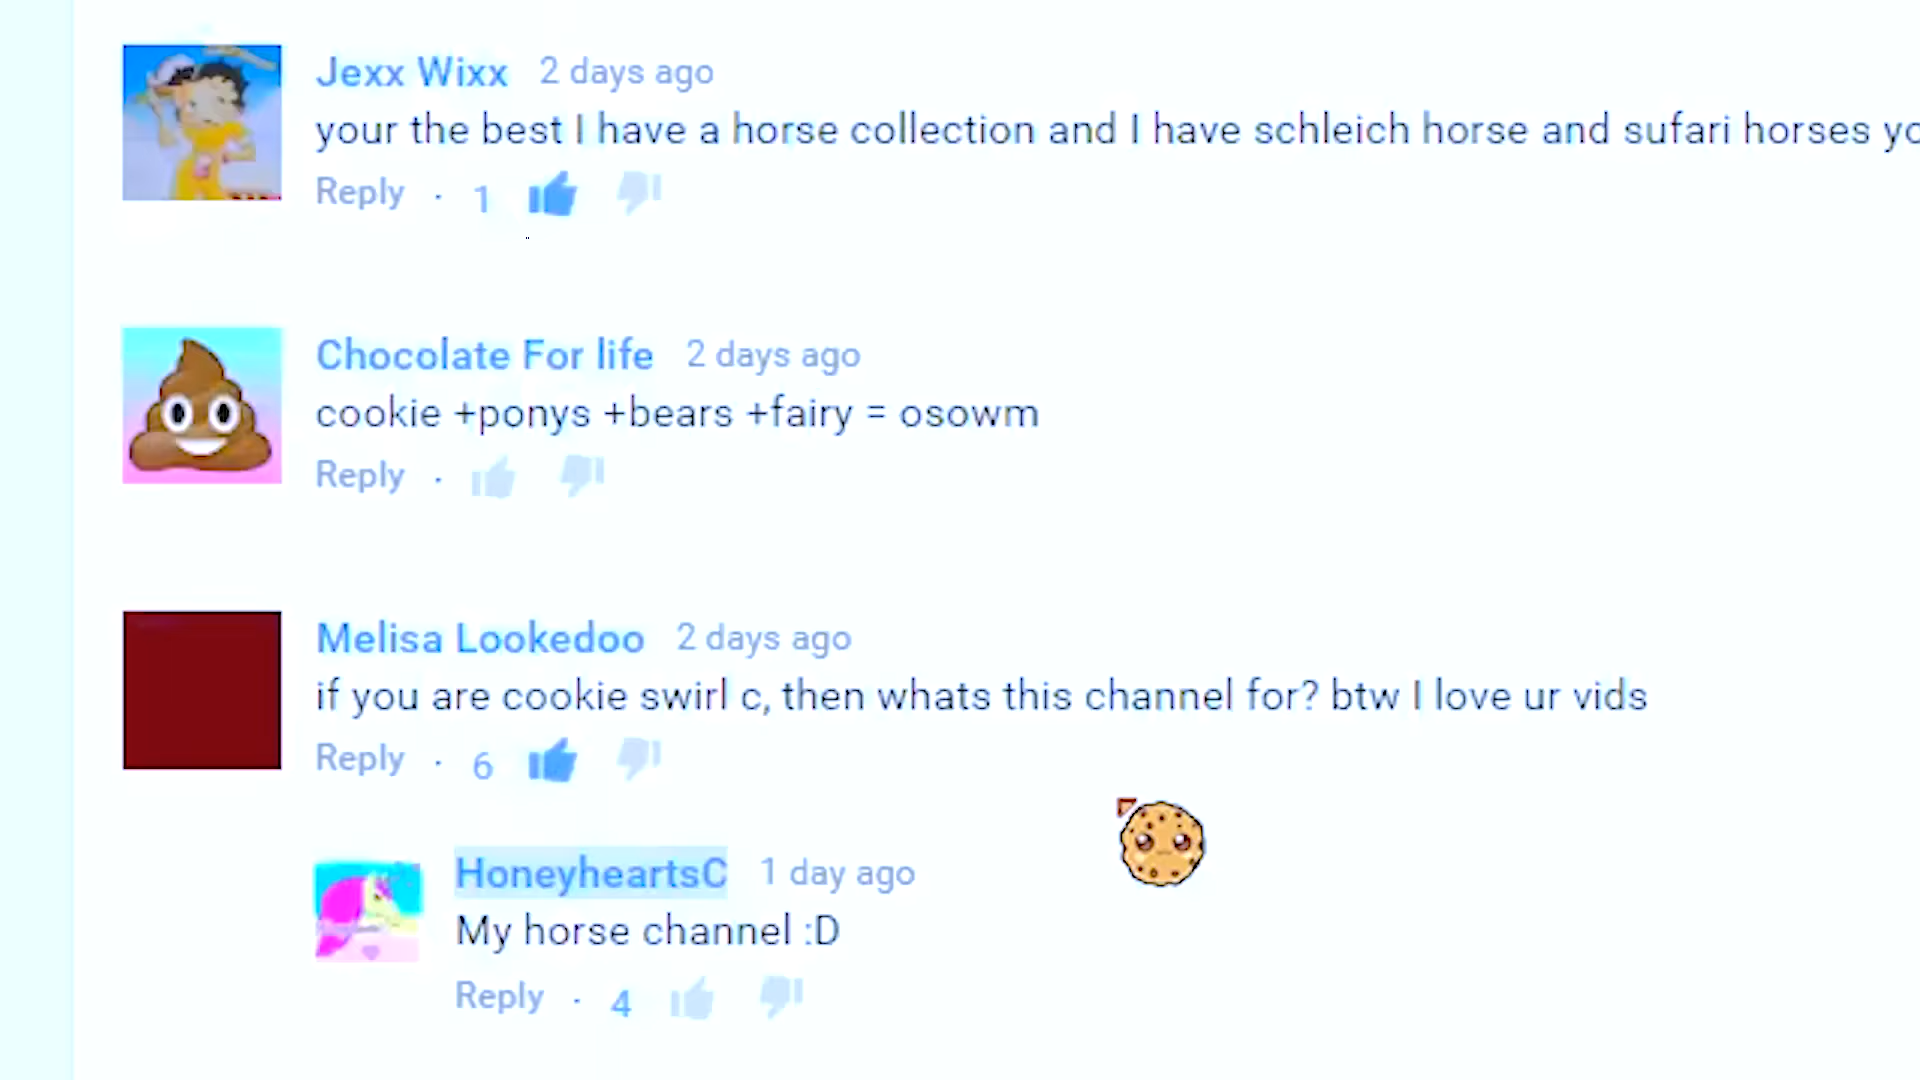 Jexx Wixx 2 days ago
your the best I have a horse collection and I have schleich horse and sufari horses
Reply · 1
Chocolate For life 2 days ago
cookie +ponys +bears +fairy = osowm
Reply ·
Melisa Lookedoo 2 days ago
if you are cookie swirl c, then whats this channel for? btw I love ur vids
Reply · 6
HoneyheartsC 1 day ago
My horse channel :D
Reply · 4